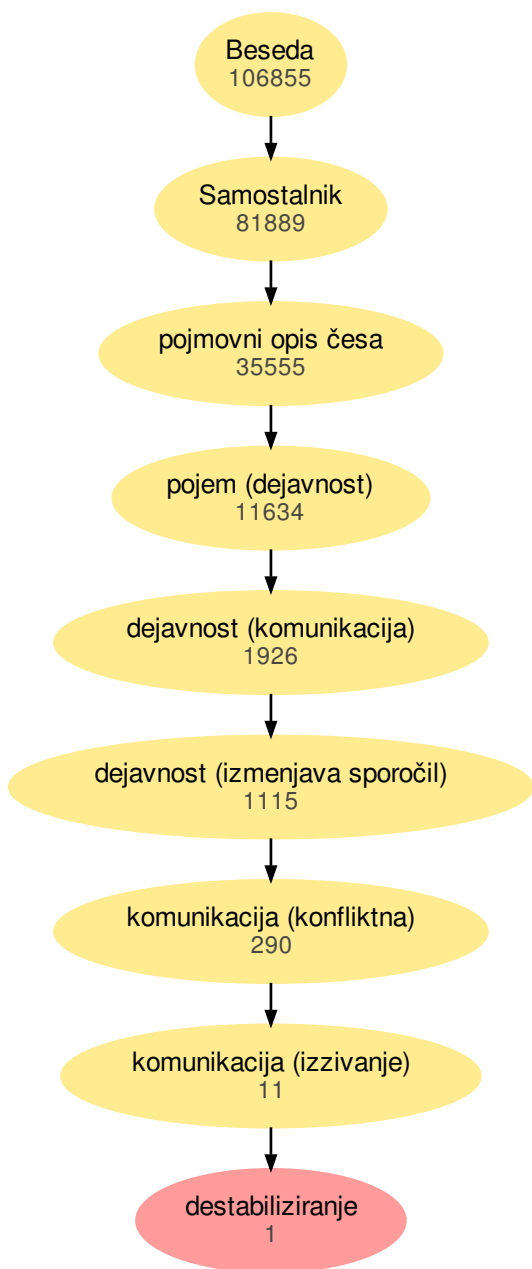 Beseda
106855
Samostalnik
81889
pojmovni opis česa
35555
pojem (dejavnost)
11634
dejavnost (komunikacija)
1926
dejavnost (izmenjava sporočil)
1115
komunikacija (konfliktna)
290
komunikacija (izzivanje)
11
destabiliziranje
1